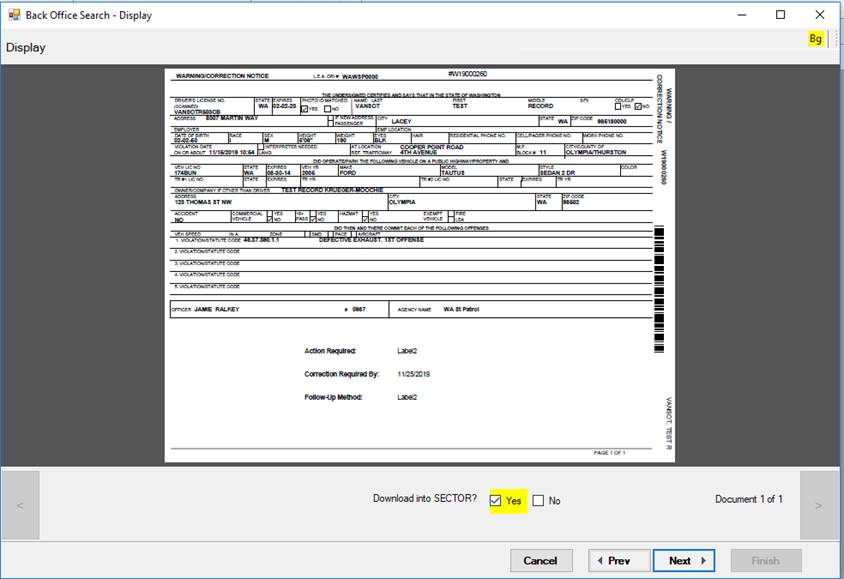 Back Office Search - Display
Display
Bg
WARNING/CORRECTION NOTICE L.E.A. ORI #: WAWSP0000 #W19000260
THE UNDERSIGNED CERTIFIES AND SAYS THAT IN THE STATE OF WASHINGTON
DRIVER'S LICENSE NO. STATE EXPIRES PHOTO ID MATCHED NAME: LAST FIRST MIDDLE SFX CDL/CLP
(SCANNED) WA 02-02-23 YES NO VANSOT TEST RECORD YES NO
VANSOTR503CB
ADDRESS 8307 MARTIN WAY IF NEW ADDRESS CITY LACEY STATE WA ZIP CODE 985160000
PASSENGER
EMPLOYER EMP LOCATION
DATE OF BIRTH RACE SEX HEIGHT WEIGHT EYES HAIR RESIDENTIAL PHONE NO. CELL/PAGER PHONE NO. WORK PHONE NO.
02-02-50 M 5'06" 190 BLK
VIOLATION DATE INTERPRETER NEEDED AT LOCATION COOPER POINT ROAD M.P. CITY/COUNTY OF
ON OR ABOUT 11/15/2019 10:54 LANG: REF. TRAFFICWAY 4TH AVENUE BLOCK # 11 OLYMPIA/THURSTON
DID OPERATE/PARK THE FOLLOWING VEHICLE ON A PUBLIC HIGHWAY/PROPERTY AND
VEH LIC NO. STATE EXPIRES VEH YR. MAKE MODEL STYLE COLOR
174BUN WA 08-30-14 2006 FORD TAUTUS SEDAN 2 DR
TR #1 LIC NO. STATE EXPIRES TR YR. TR #2 LIC NO. STATE EXPIRES TR YR.
OWNER/COMPANY IF OTHER THAN DRIVER TEST RECORD KRUEGER-MOOCHIE
ADDRESS CITY STATE ZIP CODE
123 THOMAS ST NW OLYMPIA WA 98502
ACCIDENT COMMERCIAL YES 16+ YES HAZMAT YES EXEMPT FIRE
NO VEHICLE NO PASS NO NO VEHICLE LEA
DID THEN AND THERE COMMIT EACH OF THE FOLLOWING OFFENSES
VEH SPEED IN A ZONE SMD PACE AIRCRAFT
1. VIOLATION/STATUTE CODE 46.37.390.1.1 DEFECTIVE EXHAUST, 1ST OFFENSE
2. VIOLATION/STATUTE CODE
3. VIOLATION/STATUTE CODE
4. VIOLATION/STATUTE CODE
5. VIOLATION/STATUTE CODE
OFFICER JAMIE RALKEY # 0987 AGENCY NAME WA St Patrol
Action Required: Label2
Correction Required By: 11/25/2019
Follow-Up Method: Label2
PAGE 1 OF 1
WARNING /
CORRECTION NOTICE W19000260
VANSOT, TEST R
< Download into SECTOR? Yes No Document 1 of 1 >
Cancel Prev Next Finish